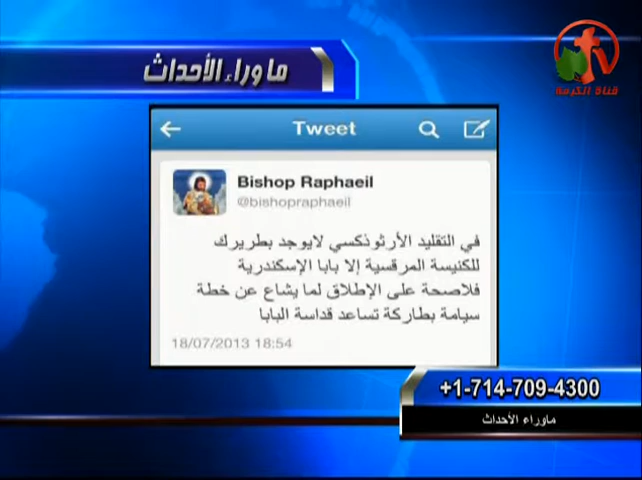 ما وراء الأحداث
قناة الكرمة
Tweet
Bishop Raphaeil
@bishopraphaeil
في التقليد الأرثوذكسي لايوجد بطريرك
للكنيسة المرقسية إلا بابا الإسكندرية
فلاصحة على الإطلاق لما يشاع عن خطة
سيامة بطاركة تساعد قداسة البابا
18/07/2013 18:54
+1-714-709-4300
ماوراء الأحداث